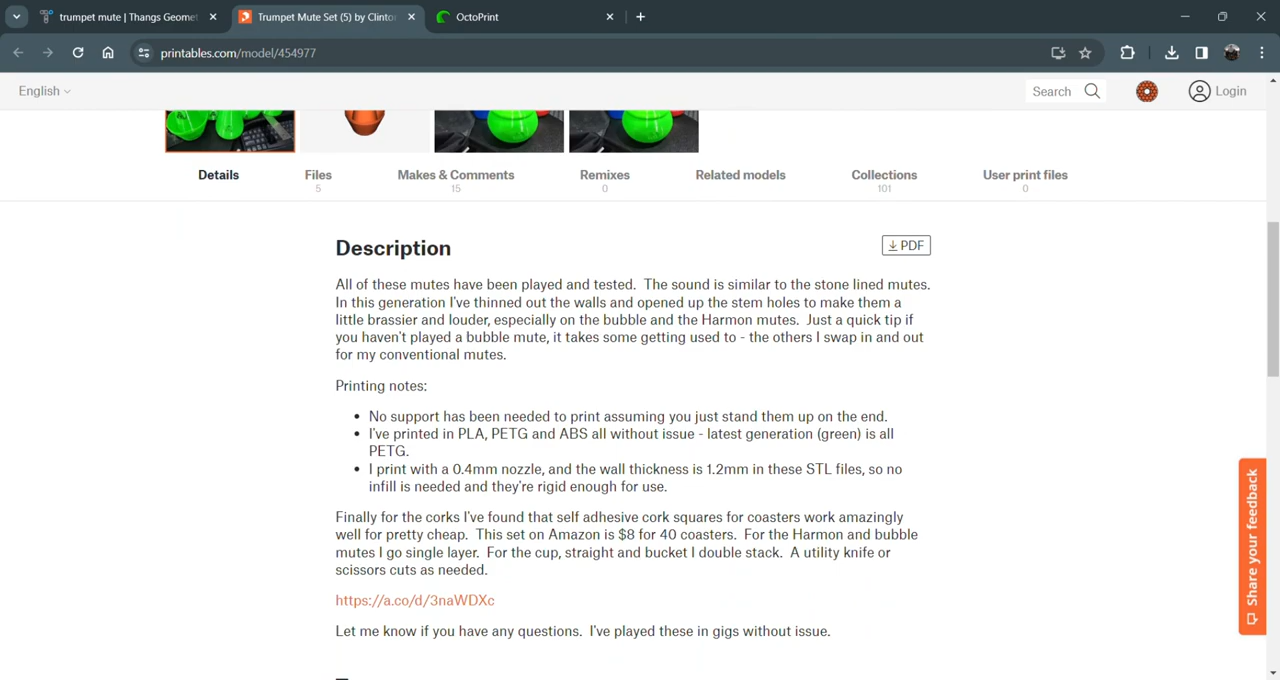 trumpet mute | Thangs Geomet
Trumpet Mute Set (5) by Clinto
OctoPrint
printables.com/model/454977
English
Search
Login
Details
Files
5
Makes & Comments
15
Remixes
0
Related models
Collections
101
User print files
0
Description
PDF
All of these mutes have been played and tested. The sound is similar to the stone lined mutes.
In this generation I've thinned out the walls and opened up the stem holes to make them a
little brassier and louder, especially on the bubble and the Harmon mutes. Just a quick tip if
you haven't played a bubble mute, it takes some getting used to - the others I swap in and out
for my conventional mutes.
Printing notes:
• No support has been needed to print assuming you just stand them up on the end.
• I've printed in PLA, PETG and ABS all without issue - latest generation (green) is all
PETG.
• I print with a 0.4mm nozzle, and the wall thickness is 1.2mm in these STL files, so no
infill is needed and they're rigid enough for use.
Finally for the corks I've found that self adhesive cork squares for coasters work amazingly
well for pretty cheap. This set on Amazon is $8 for 40 coasters. For the Harmon and bubble
mutes I go single layer. For the cup, straight and bucket I double stack. A utility knife or
scissors cuts as needed.
https://a.co/d/3naWDXc
Let me know if you have any questions. I've played these in gigs without issue.
Share your feedback